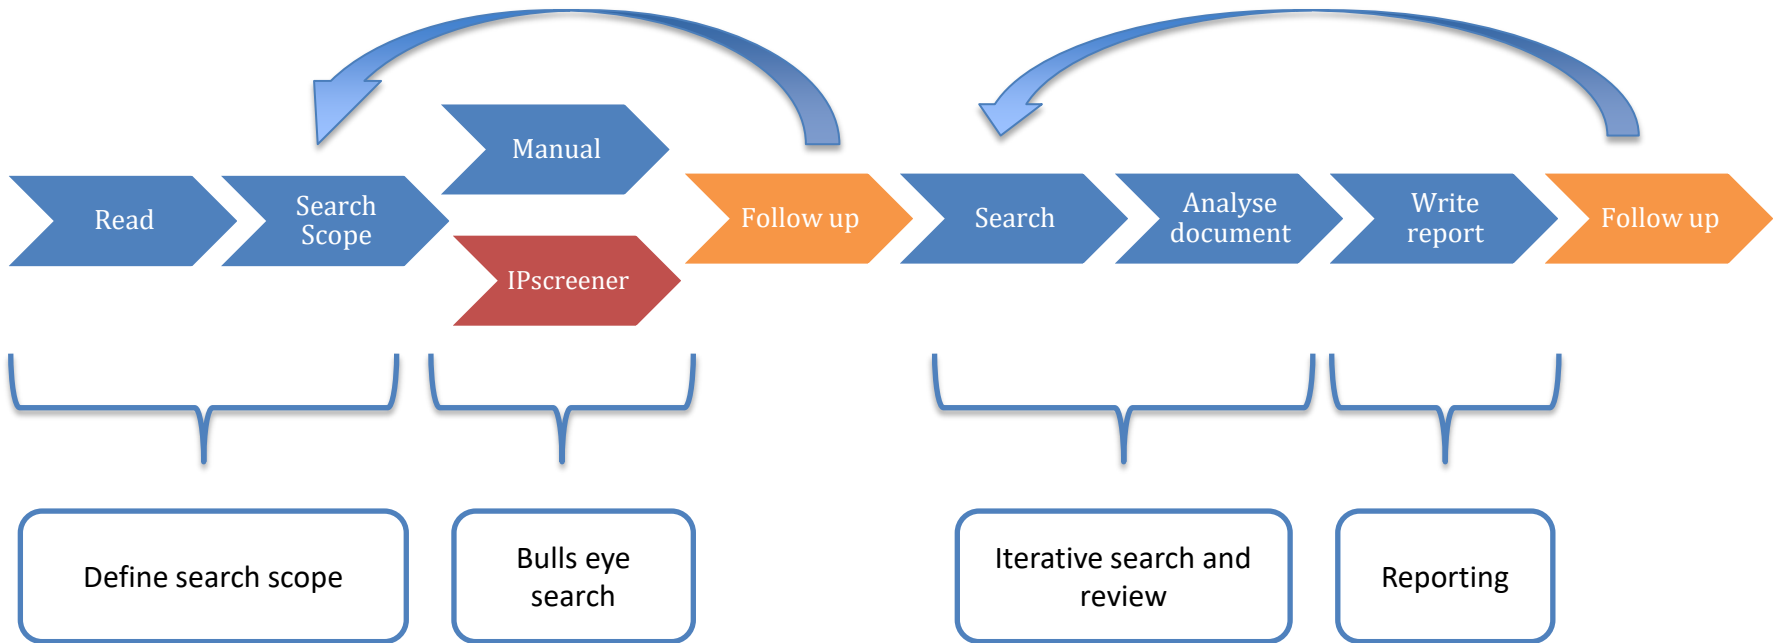 Manual
Read
Search
Scope
IPscreener
Follow up
Search
Analyse
document
Write
report
Follow up
Define search scope
Bulls eye
search
Iterative search and
review
Reporting